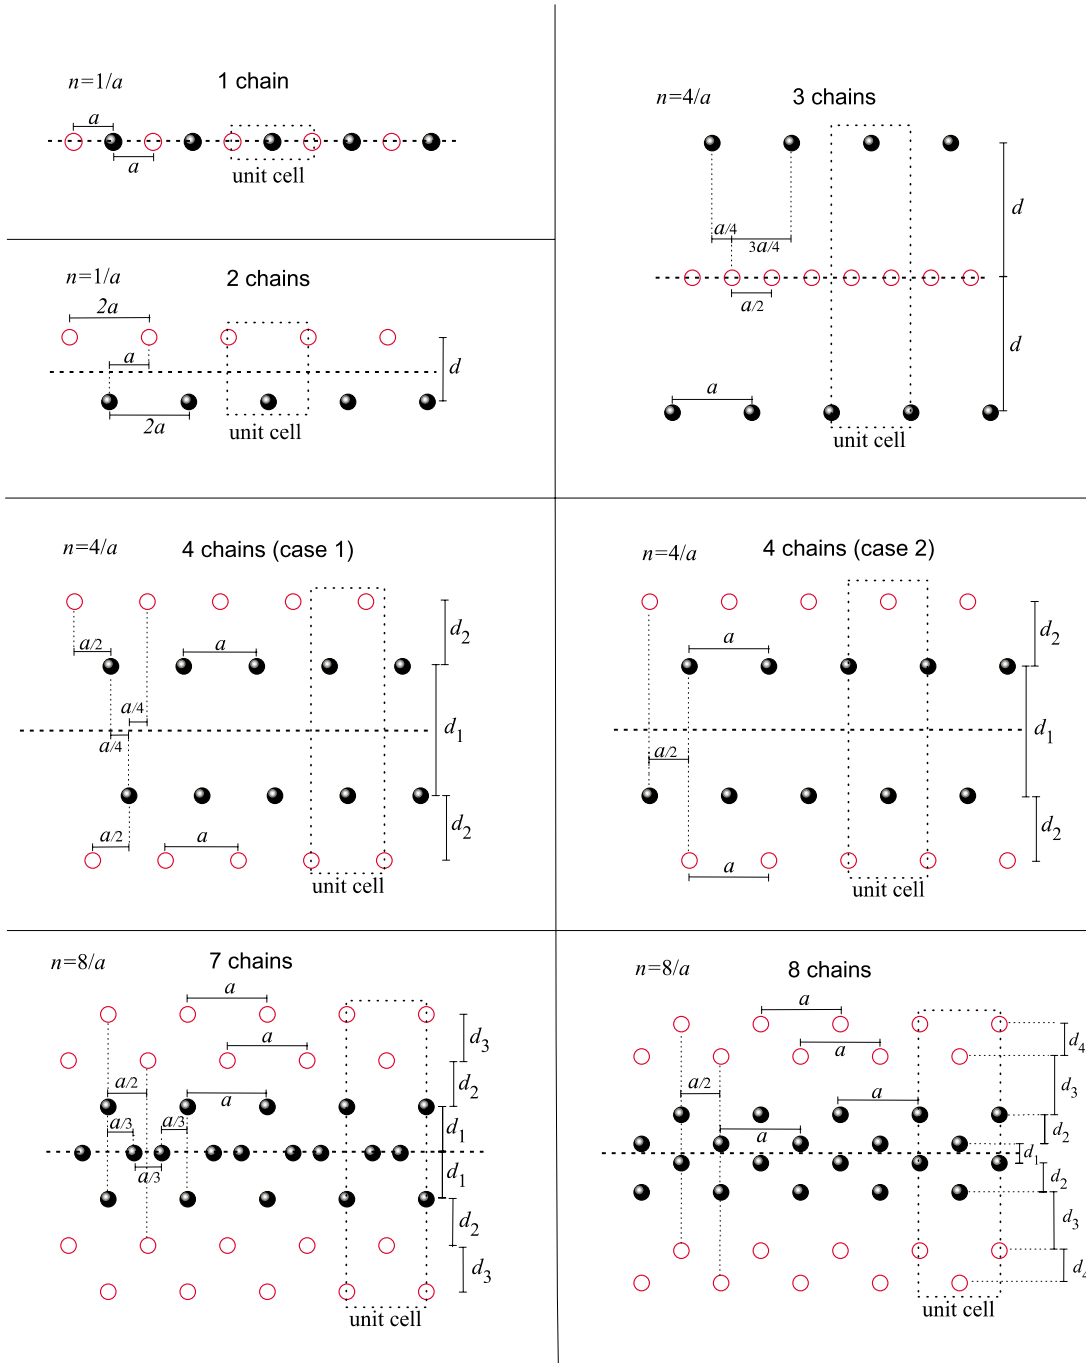 n=1/a 1 chain
a
a
unit cell
n=1/a 2 chains
2a
a
d
2a
unit cell
n=4/a 3 chains
d
a/4
3a/4
a/2
d
a
unit cell
n=4/a 4 chains (case 1)
d2
a/2 a
a/4
d1
a/4
a/2 a d2
unit cell
n=4/a 4 chains (case 2)
d2
a
d1
a/2
d2
a
unit cell
n=8/a 7 chains
a
d3
a
a/2 d2
a
a/3 a/3 d1
a/3 d1
d2
d3
unit cell
n=8/a 8 chains
a
d4
a
a/2 d3
a
a d2
d1
d2
d3
d4
unit cell